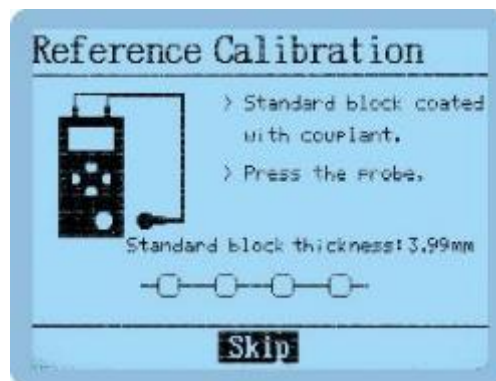 Reference Calibration
> Standard block coated
with couplant.
> Press the probe.
Standard block thickness:3.99mm
Skip